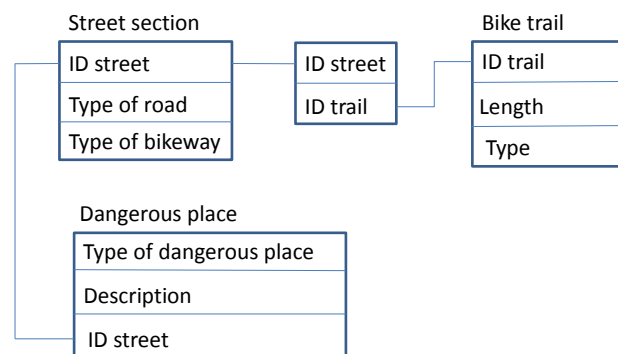 Street section
ID street
Type of road
Type of bikeway
ID street
ID trail
Bike trail
ID trail
Length
Type
Dangerous place
Type of dangerous place
Description
ID street